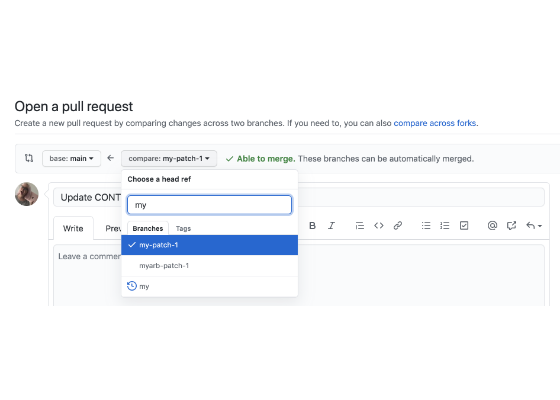 Open a pull request
Create a new pull request by comparing changes across two branches. If you need to, you can also compare across forks.
base: main
compare: my-patch-1
Able to merge. These branches can be automatically merged.
Choose a head ref
my
Update CONT
Branches Tags
Write
Prev
B I
my-patch-1
Leave a commen
myarb-patch-1
my